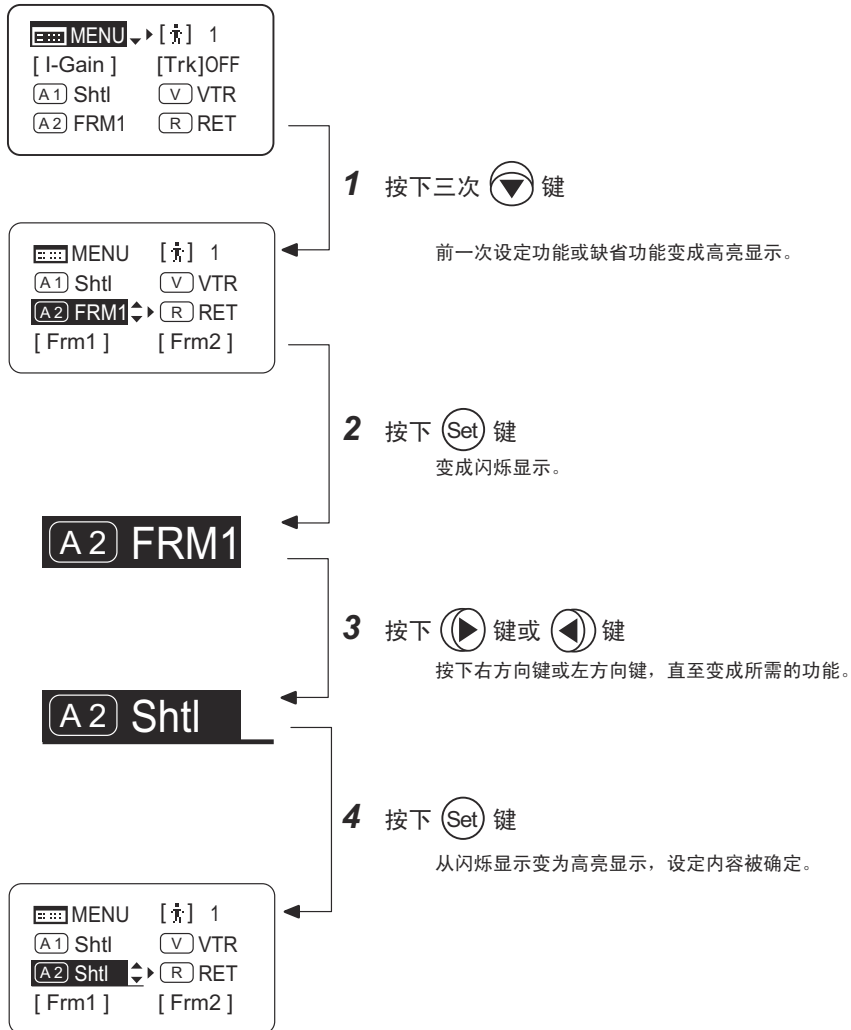 MENU [ ] 1
[ I-Gain ] [Trk]OFF
A1 Shtl V VTR
A2 FRM1 R RET
1 按下三次 键
前一次设定功能或缺省功能变成高亮显示。
MENU [ ] 1
A1 Shtl V VTR
A2 FRM1 R RET
[ Frm1 ] [ Frm2 ]
2 按下 Set 键
变成闪烁显示。
A2 FRM1
3 按下 键或 键
按下右方向键或左方向键，直至变成所需的功能。
A2 Shtl
4 按下 Set 键
从闪烁显示变为高亮显示，设定内容被确定。
MENU [ ] 1
A1 Shtl V VTR
A2 Shtl R RET
[ Frm1 ] [ Frm2 ]